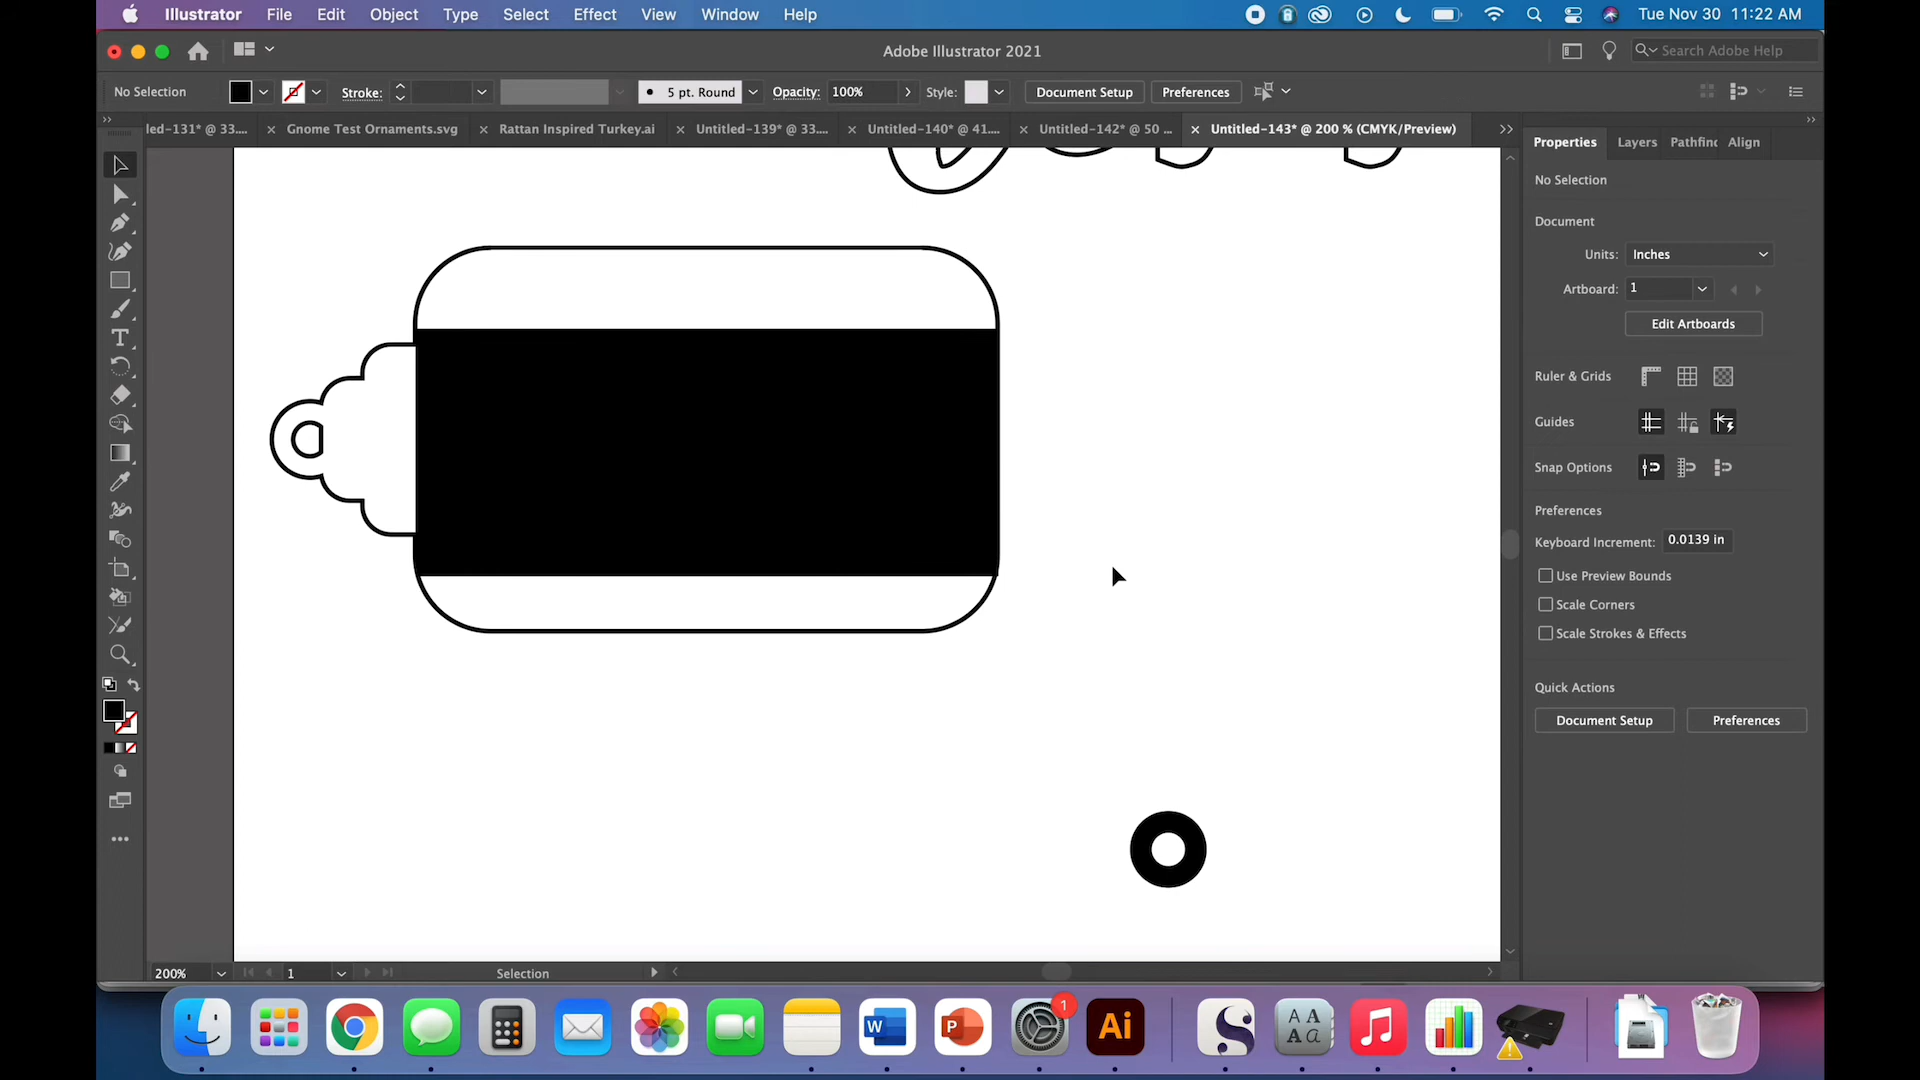 Illustrator File Edit Object Type Select Effect View Window Help Tue Nov 30 11:22 AM
Adobe Illustrator 2021 Search Adobe Help
No Selection Stroke: 5 pt. Round Opacity: 100% Style: Document Setup Preferences
led-131* @ 33.... Gnome Test Ornaments.svg Rattan Inspired Turkey.ai Untitled-139* @ 33.... Untitled-140* @ 41.... Untitled-142* @ 50 ... Untitled-143* @ 200 % (CMYK/Preview)
Properties Layers Pathfinc Align
No Selection
Document
Units: Inches
Artboard: 1
Edit Artboards
Ruler & Grids
Guides
Snap Options
Preferences
Keyboard Increment: 0.0139 in
Use Preview Bounds
Scale Corners
Scale Strokes & Effects
Quick Actions
Document Setup Preferences
200% 1 Selection
1
W P Ai S A A
A a